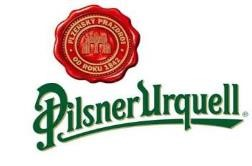 PLZEŇSKÝ PRAZDROJ
OD ROKU 1842
Pilsner Urquell
®